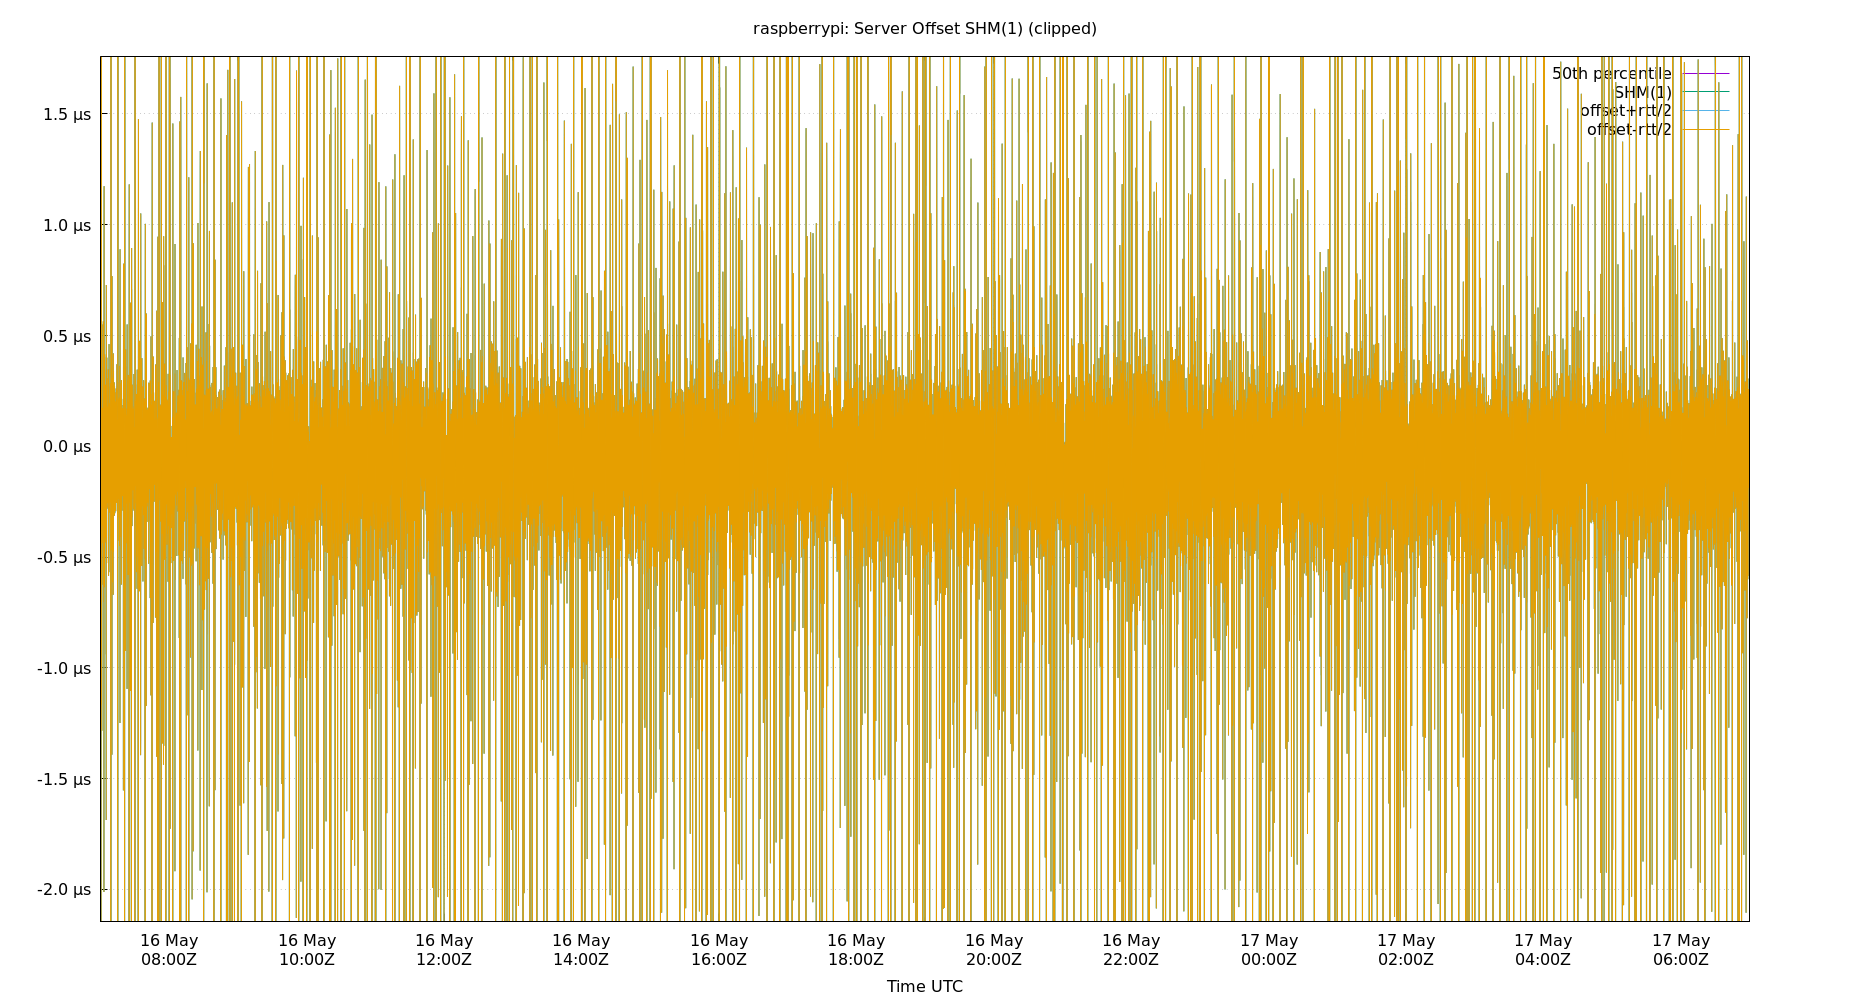 raspberrypi: Server Offset SHM(1) (clipped)
50th percentile
SHM(1)
offset+rtt/2
offset-rtt/2
1.5 µs
1.0 µs
0.5 µs
0.0 µs
-0.5 µs
-1.0 µs
-1.5 µs
-2.0 µs
16 May 16 May 16 May 16 May 16 May 16 May 16 May 16 May 17 May 17 May 17 May 17 May
08:00Z 10:00Z 12:00Z 14:00Z 16:00Z 18:00Z 20:00Z 22:00Z 00:00Z 02:00Z 04:00Z 06:00Z
Time UTC